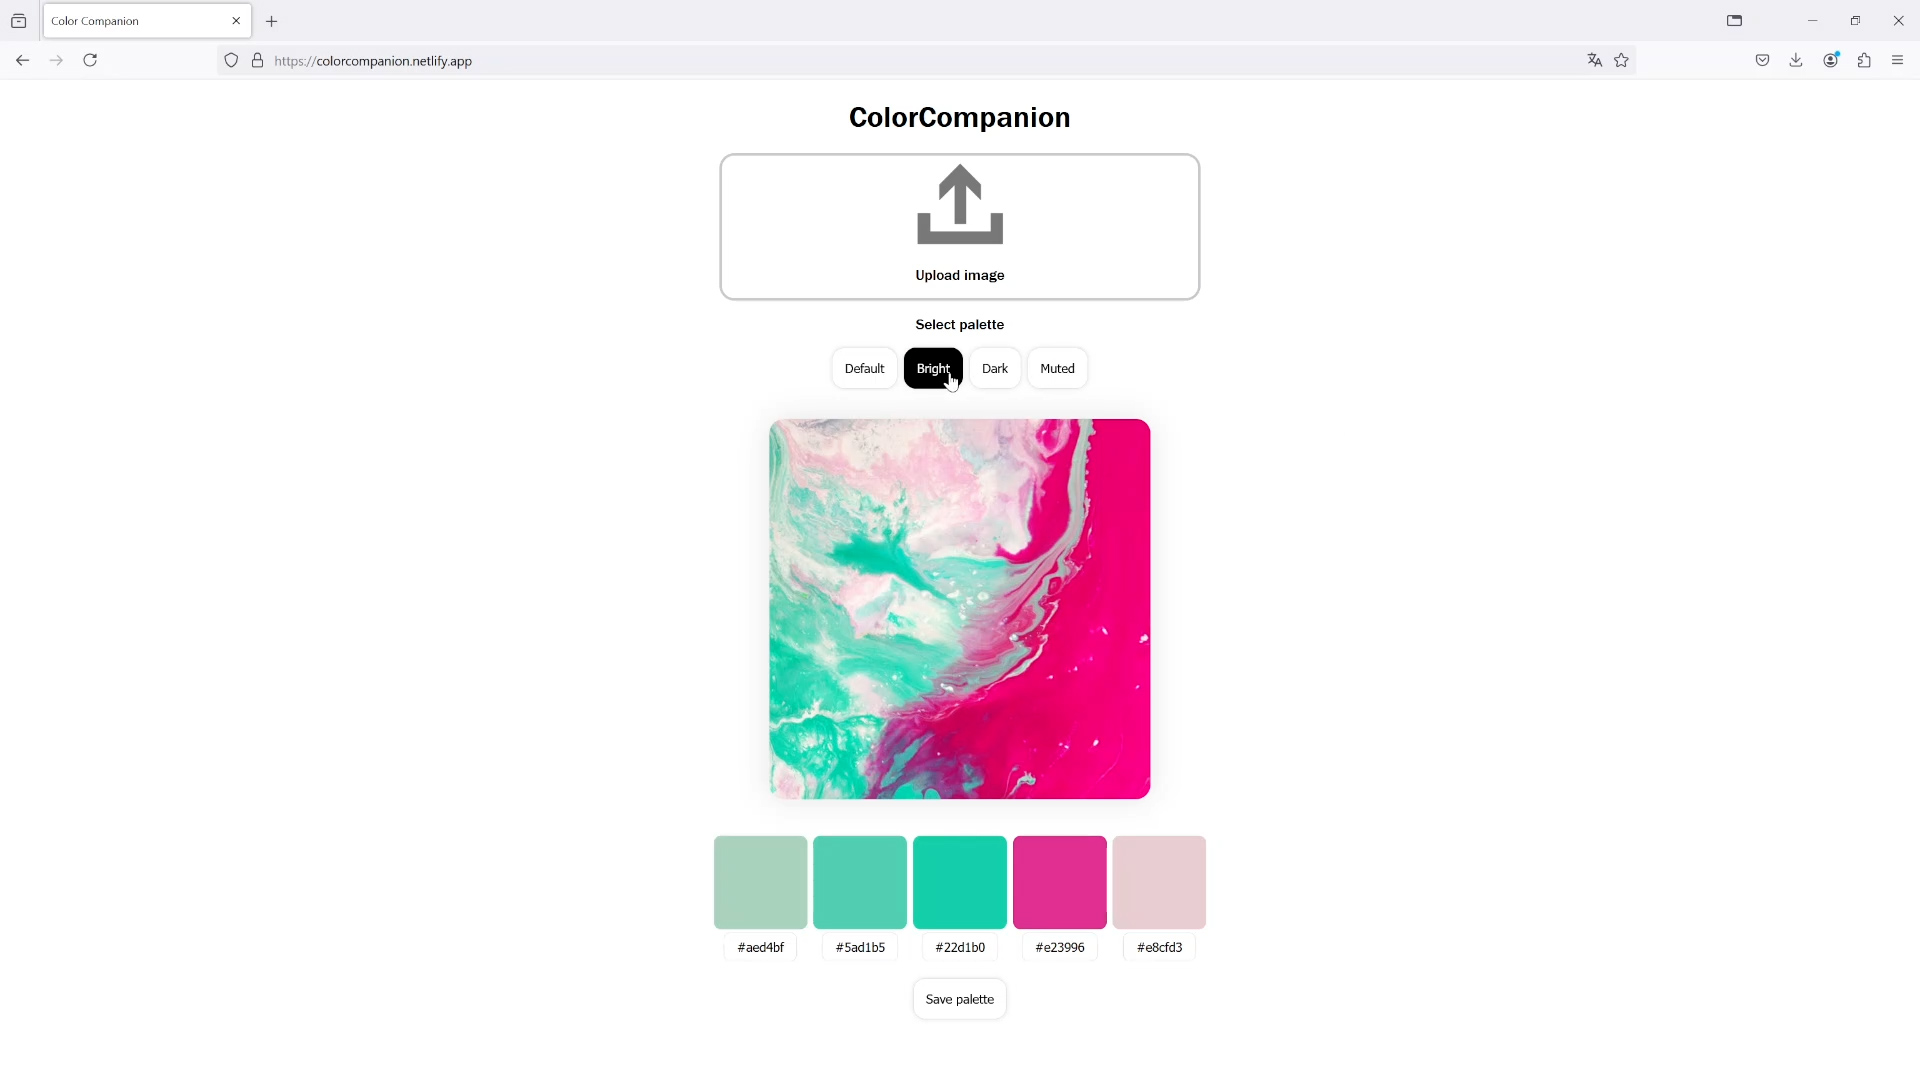 Color Companion
https://colorcompanion.netlify.app
ColorCompanion
Upload image
Select palette
Default Bright Dark Muted
#aed4bf #5ad1b5 #22d1b0 #e23996 #e8cfd3
Save palette